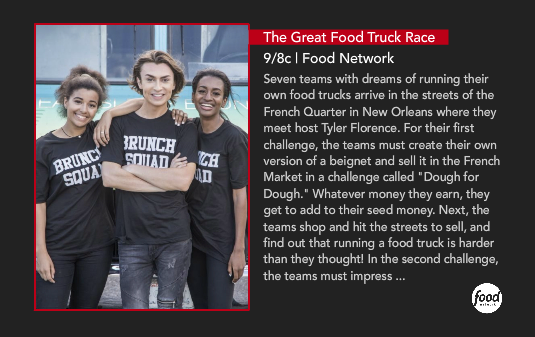 The Great Food Truck Race
9/8c | Food Network
Seven teams with dreams of running their
own food trucks arrive in the streets of the
French Quarter in New Orleans where they
meet host Tyler Florence. For their first
challenge, the teams must create their own
version of a beignet and sell it in the French
Market in a challenge called "Dough for
Dough." Whatever money they earn, they
get to add to their seed money. Next, the
teams shop and hit the streets to sell, and
find out that running a food truck is harder
than they thought! In the second challenge,
the teams must impress ...
BRUNCH
SQUA
BRUNCH
SQUAD
NCH
AD
food
network